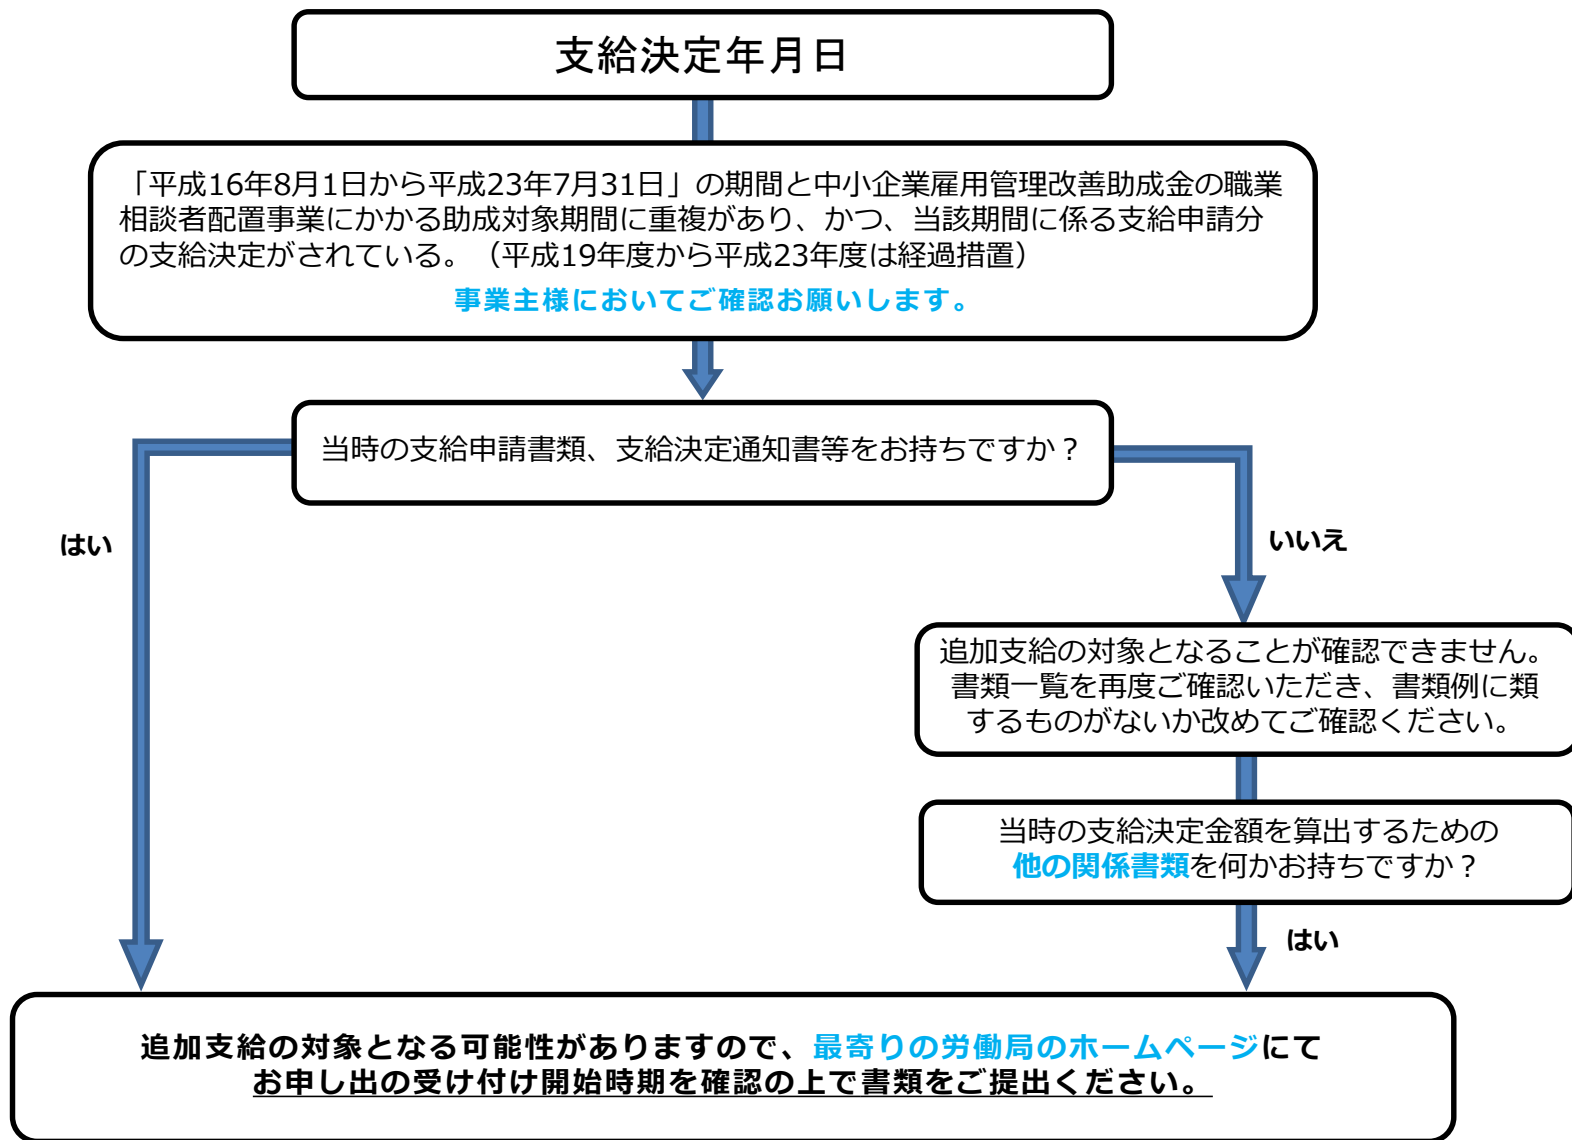 支給決定年月日
「平成16年8月1日から平成23年7月31日」の期間と中小企業雇用管理改善助成金の職業
相談者配置事業にかかる助成対象期間に重複があり、かつ、当該期間に係る支給申請分
の支給決定がされている。（平成19年度から平成23年度は経過措置）
事業主様においてご確認お願いします。
当時の支給申請書類、支給決定通知書等をお持ちですか？
はい
いいえ
追加支給の対象となることが確認できません。
書類一覧を再度ご確認いただき、書類例に類
するものがないか改めてご確認ください。
当時の支給決定金額を算出するための
他の関係書類を何かお持ちですか？
はい
追加支給の対象となる可能性がありますので、最寄りの労働局のホームページにて
お申し出の受け付け開始時期を確認の上で書類をご提出ください。